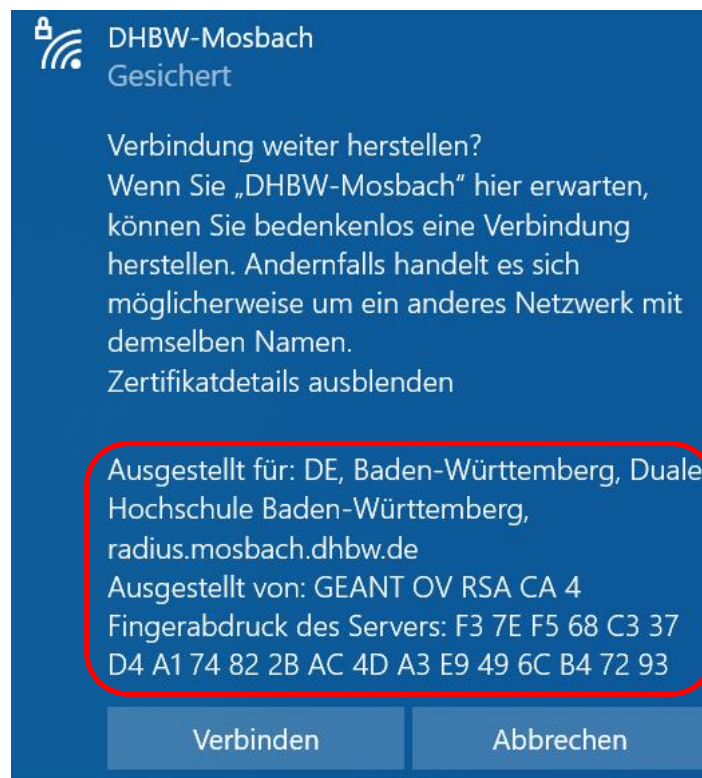 DHBW-Mosbach
Gesichert
Verbindung weiter herstellen?
Wenn Sie „DHBW-Mosbach“ hier erwarten,
können Sie bedenkenlos eine Verbindung
herstellen. Andernfalls handelt es sich
möglicherweise um ein anderes Netzwerk mit
demselben Namen.
Zertifikatdetails ausblenden
Ausgestellt für: DE, Baden-Württemberg, Duale
Hochschule Baden-Württemberg,
radius.mosbach.dhbw.de
Ausgestellt von: GEANT OV RSA CA 4
Fingerabdruck des Servers: F3 7E F5 68 C3 37
D4 A1 74 82 2B AC 4D A3 E9 49 6C B4 72 93
Verbinden
Abbrechen